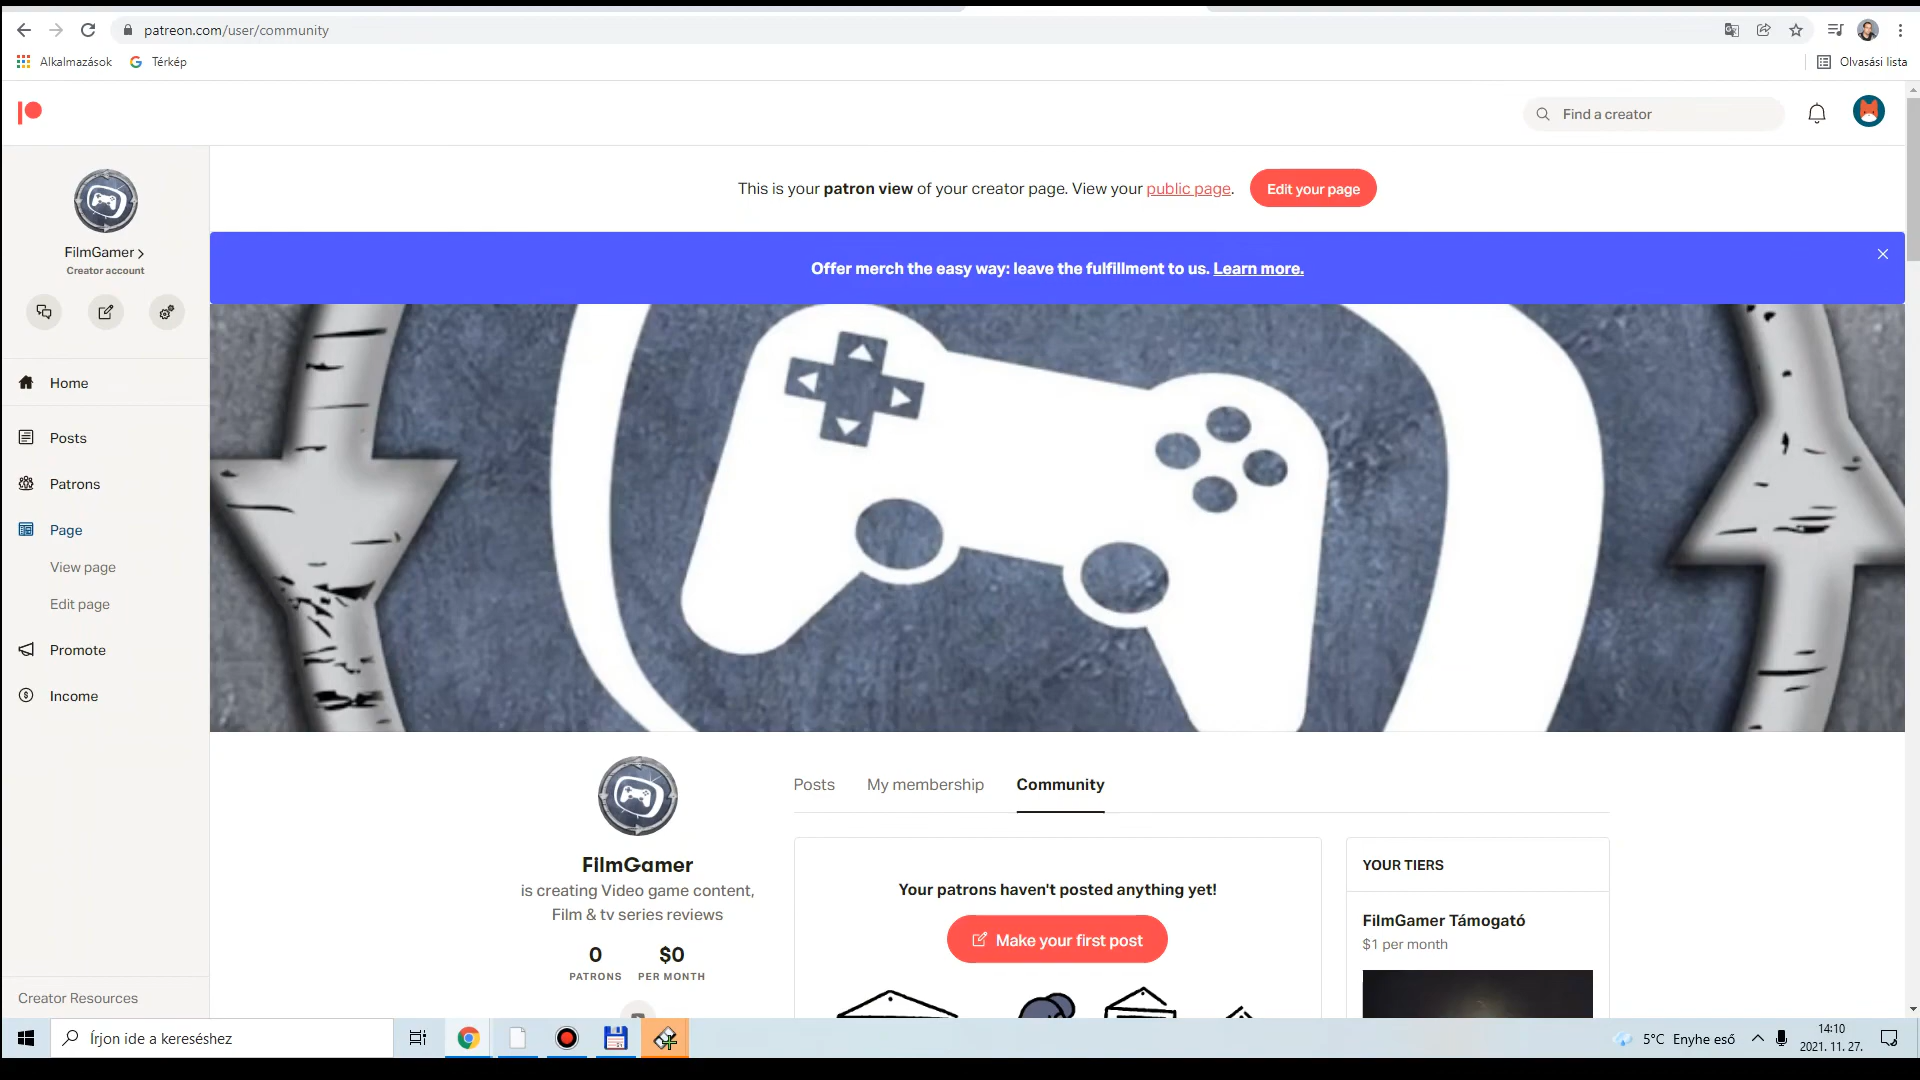 patreon.com/user/community
Alkalmazások
Térkép
Olvasási lista
Find a creator
This is your patron view of your creator page. View your public page.
Edit your page
FilmGamer
Creator account
Offer merch the easy way: leave the fulfillment to us. Learn more.
Home
Posts
Patrons
Page
View page
Edit page
Promote
Income
Creator Resources
Posts
My membership
Community
FilmGamer
is creating Video game content,
Film & tv series reviews
0
PATRONS
$0
PER MONTH
Your patrons haven't posted anything yet!
Make your first post
YOUR TIERS
FilmGamer Támogató
$1 per month
Írjon ide a kereséshez
5°C Enyhe eső
14:10
2021. 11. 27.